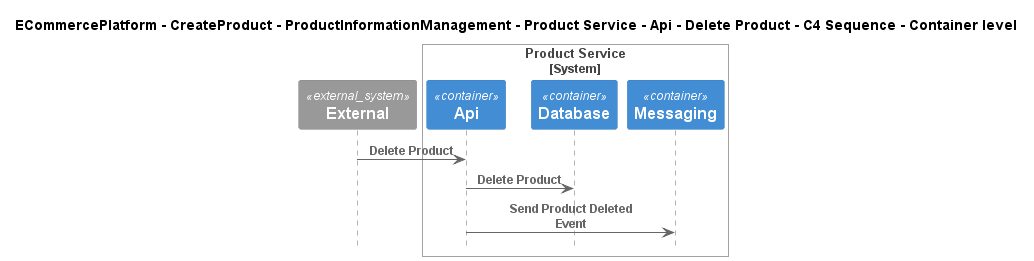 ECommercePlatform - CreateProduct - ProductInformationManagement - Product Service - Api - Delete Product - C4 Sequence - Container level
Product Service
[System]
«external_system» «container» «container» «container»
External Api Database Messaging
Delete Product
Delete Product
Send Product Deleted
Event